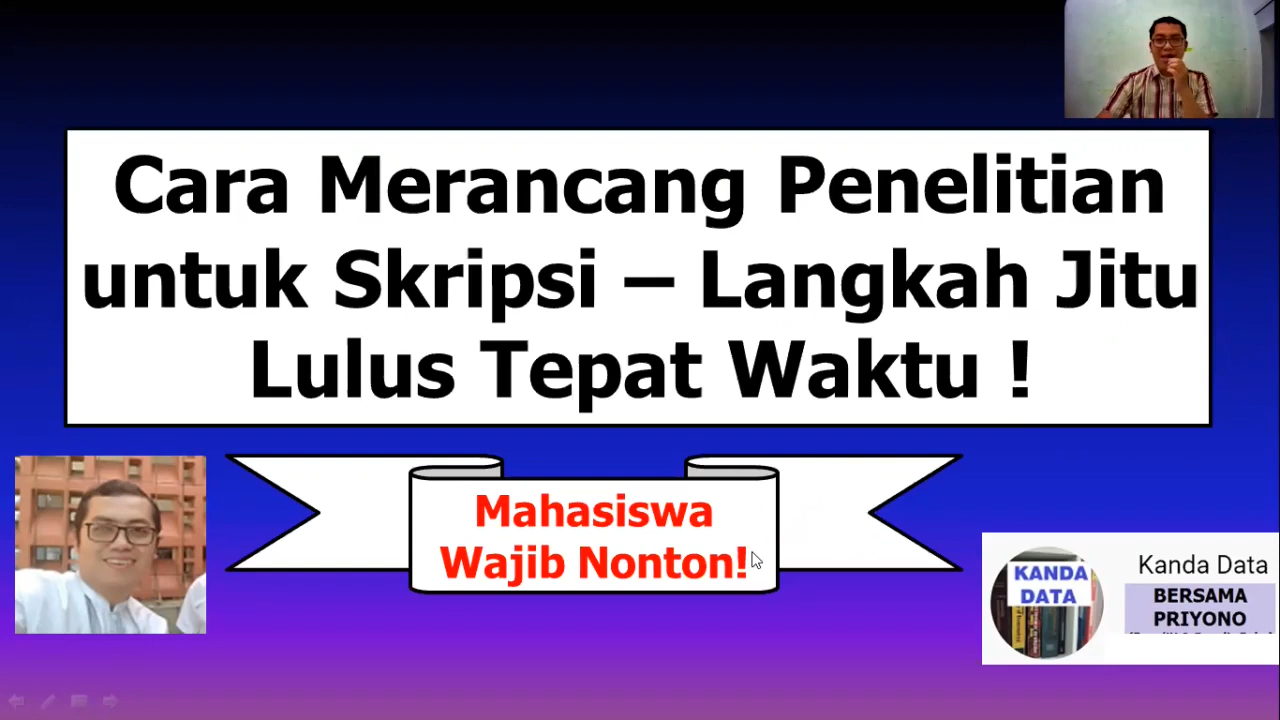 Cara Merancang Penelitian
untuk Skripsi – Langkah Jitu
Lulus Tepat Waktu !
Mahasiswa
Wajib Nonton!
KANDA
DATA
Kanda Data
BERSAMA
PRIYONO